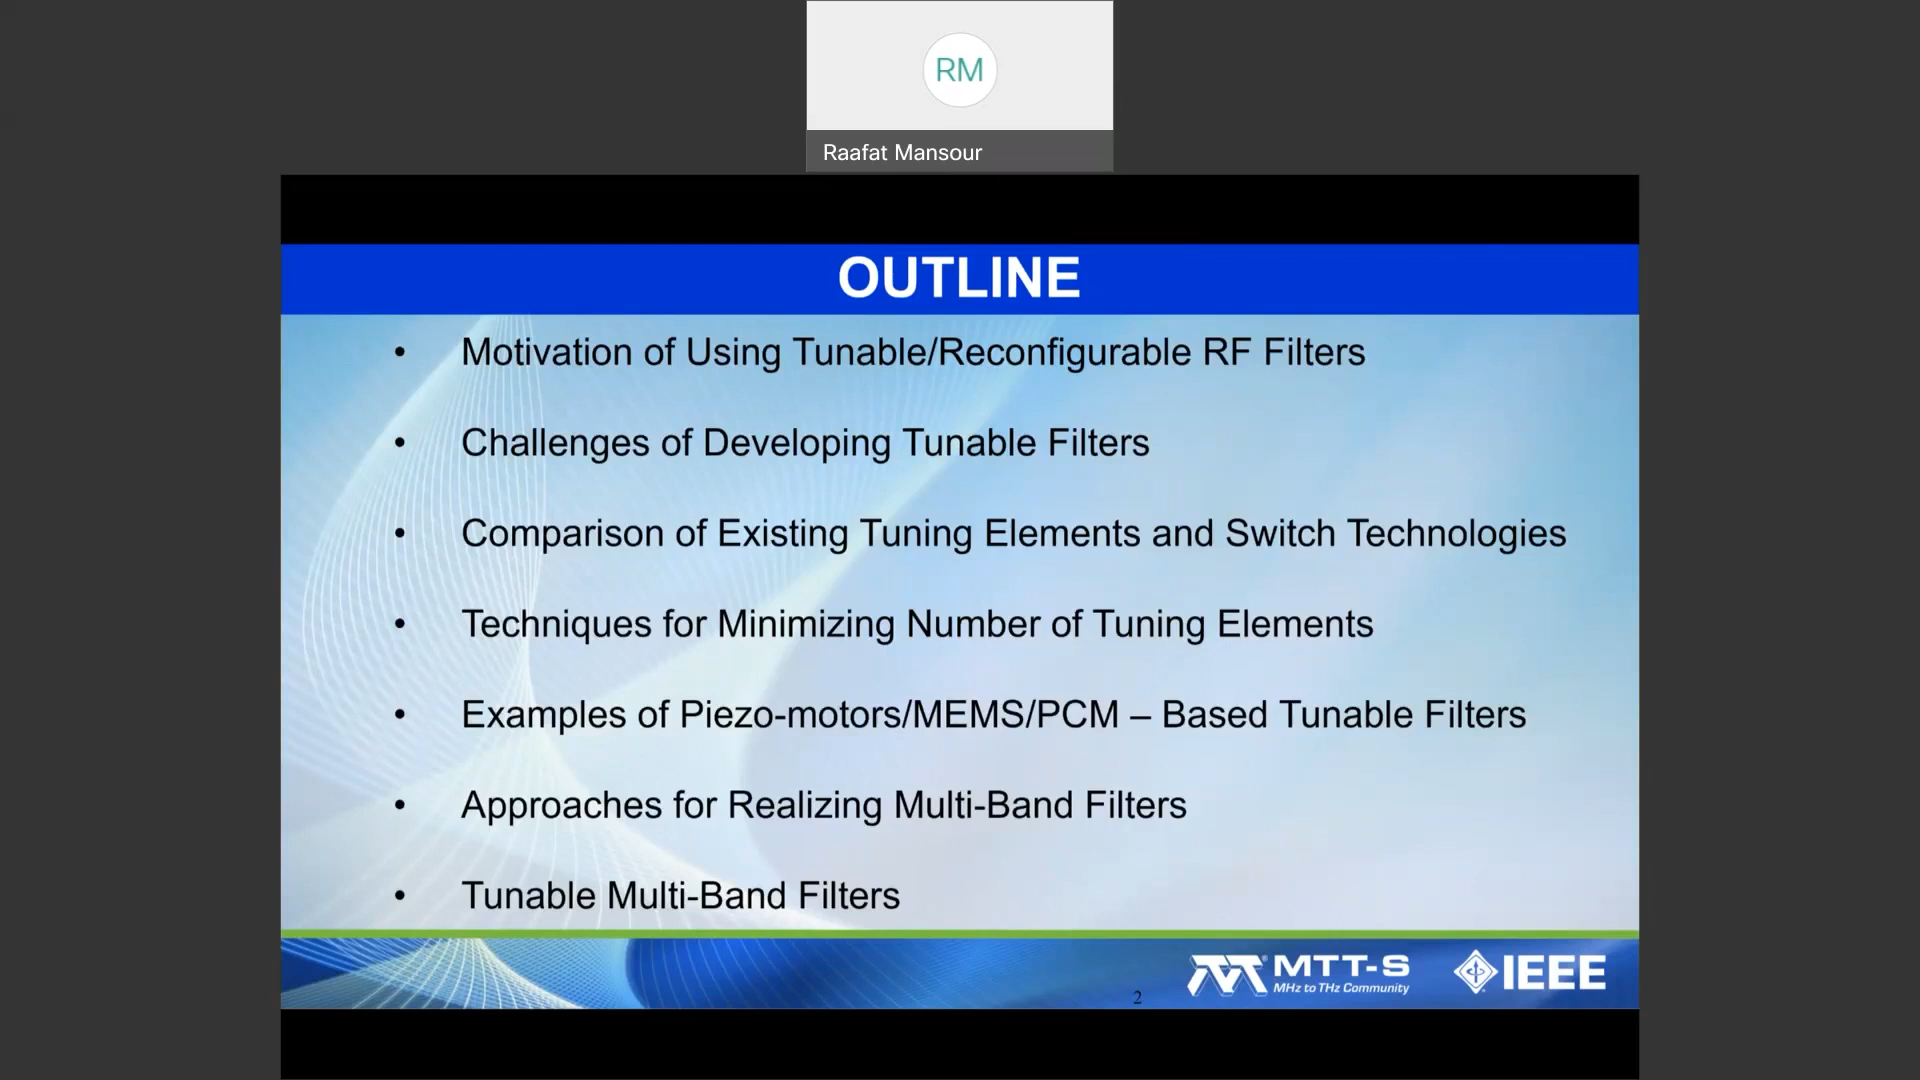 RM
Raafat Mansour
OUTLINE
• Motivation of Using Tunable/Reconfigurable RF Filters
• Challenges of Developing Tunable Filters
• Comparison of Existing Tuning Elements and Switch Technologies
• Techniques for Minimizing Number of Tuning Elements
• Examples of Piezo-motors/MEMS/PCM – Based Tunable Filters
• Approaches for Realizing Multi-Band Filters
• Tunable Multi-Band Filters
MTT-S
MHz to THz Community
IEEE
2